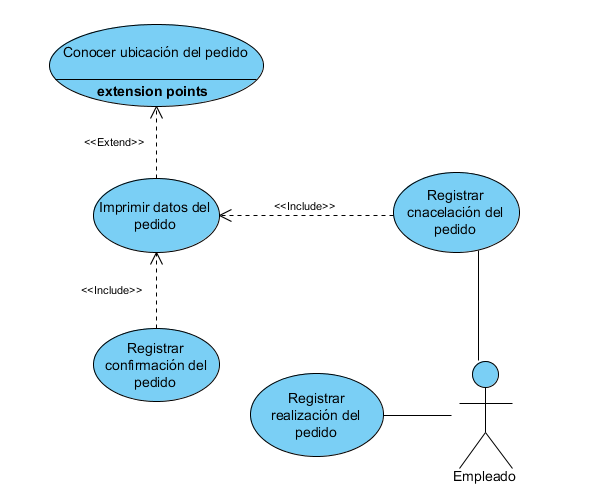 Conocer ubicación del pedido
extension points
<<Extend>>
Imprimir datos del
pedido
<<Include>>
Registrar
cnacelación del
pedido
<<Include>>
Registrar
confirmación del
pedido
Registrar
realización del
pedido
Empleado